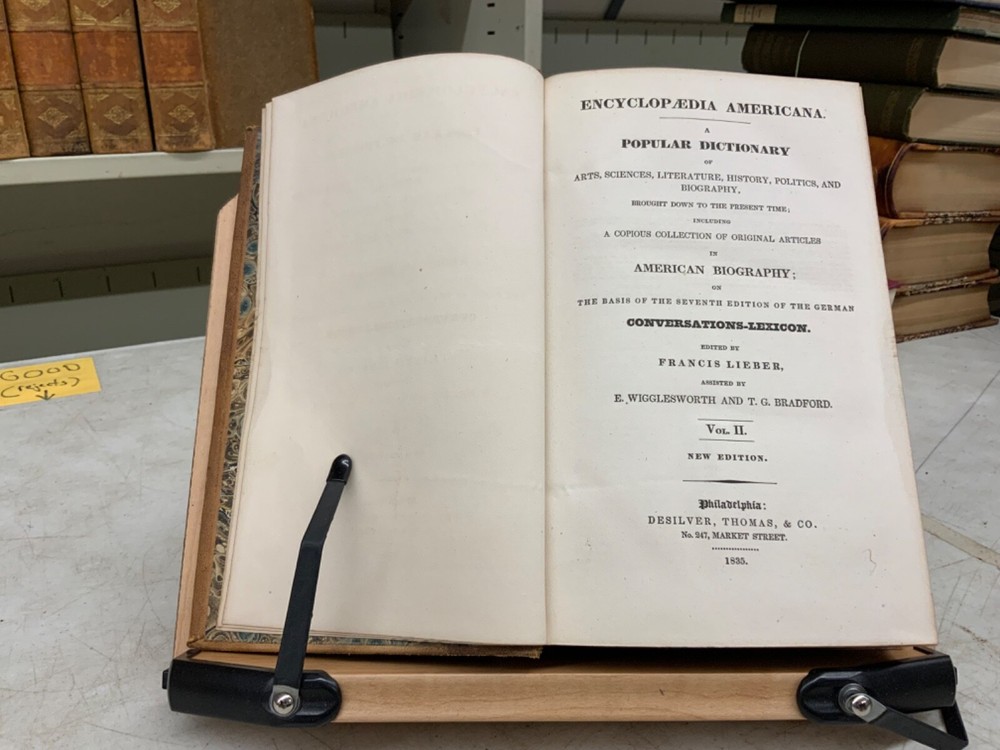 GOOD
(rejects)
↓
ENCYCLOPÆDIA AMERICANA.
A
POPULAR DICTIONARY
OF
ARTS, SCIENCES, LITERATURE, HISTORY, POLITICS, AND
BIOGRAPHY,
BROUGHT DOWN TO THE PRESENT TIME;
INCLUDING
A COPIOUS COLLECTION OF ORIGINAL ARTICLES
IN
AMERICAN BIOGRAPHY;
ON
THE BASIS OF THE SEVENTH EDITION OF THE GERMAN
CONVERSATIONS-LEXICON.
EDITED BY
FRANCIS LIEBER,
ASSISTED BY
E. WIGGLESWORTH AND T. G. BRADFORD.
VOL. II.
NEW EDITION.
Philadelphia:
DESILVER, THOMAS, & CO.
No. 247, MARKET STREET.
1835.